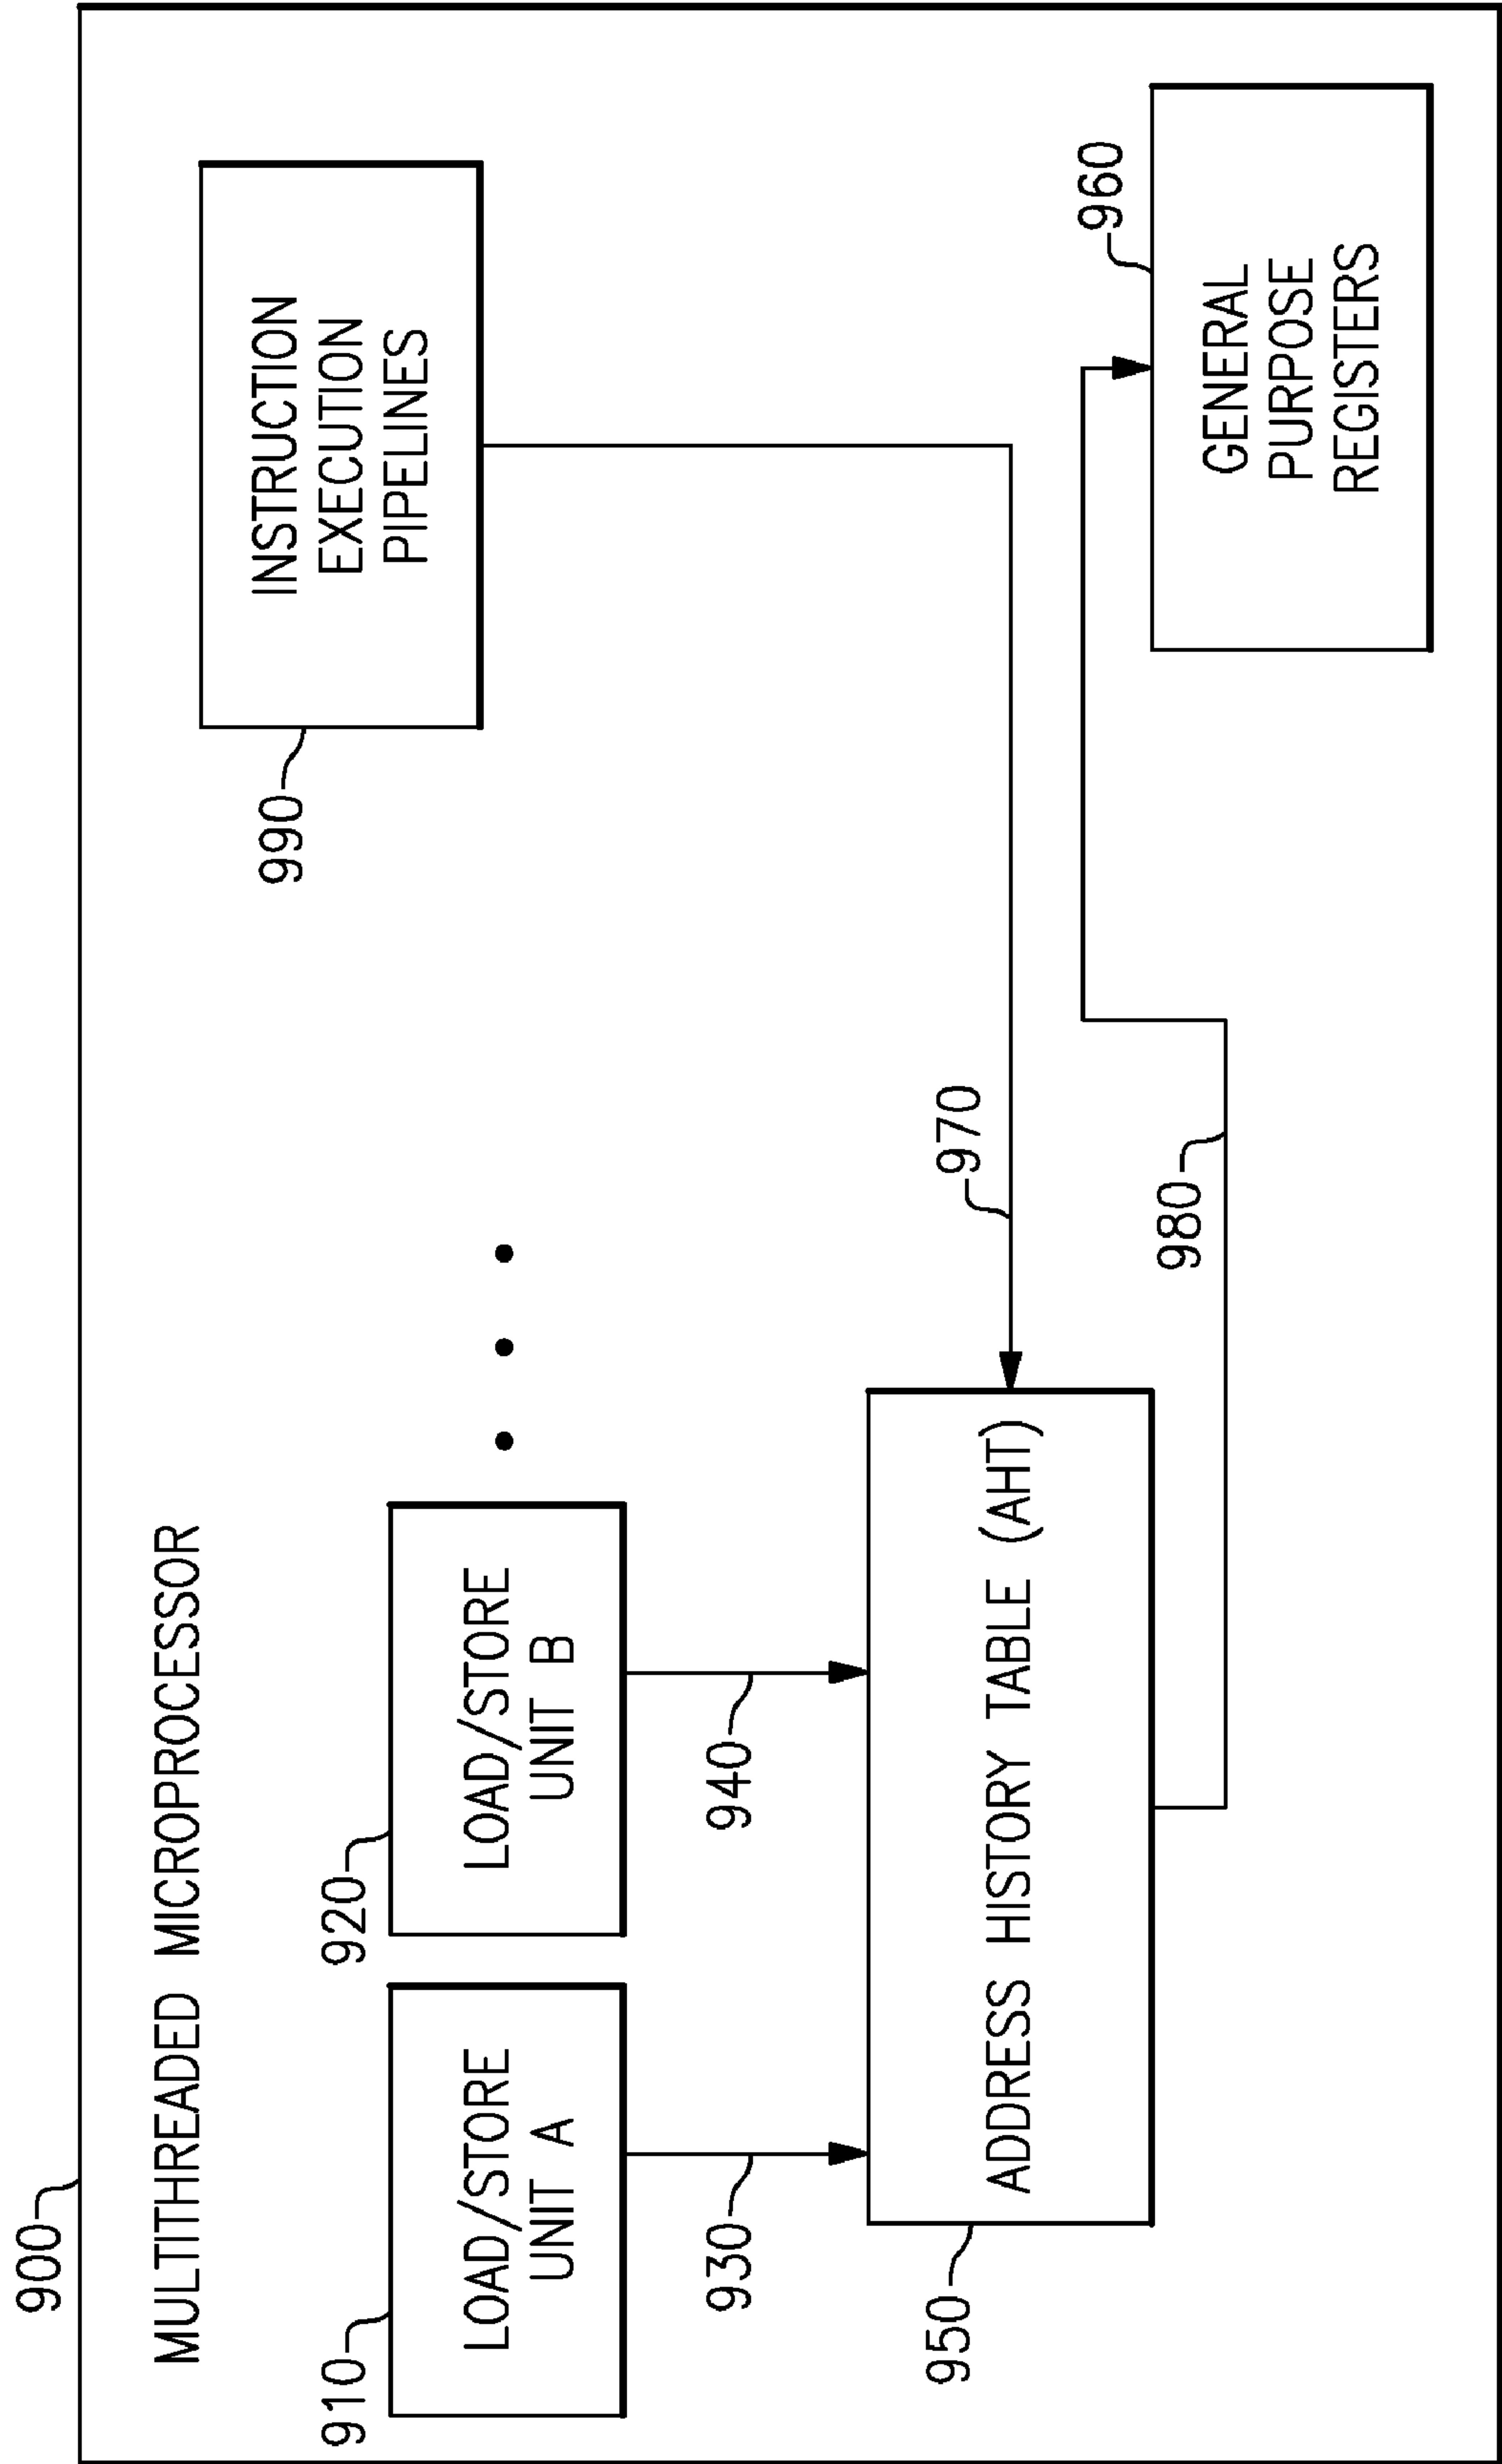 900
MULTITHREADED MICROPROCESSOR
910
LOAD/STORE
UNIT A
920
LOAD/STORE
UNIT B
990
INSTRUCTION
EXECUTION
PIPELINES
930
940
970
950
ADDRESS HISTORY TABLE (AHT)
980
960
GENERAL
PURPOSE
REGISTERS